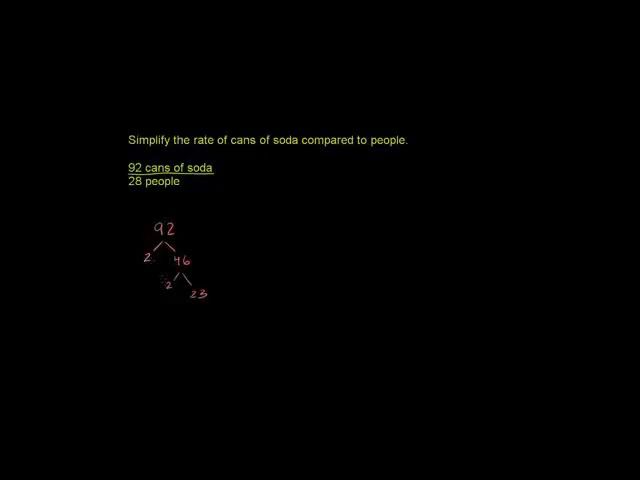 Simplify the rate of cans of soda compared to people.
92 cans of soda
28 people
92
2 46
2 23